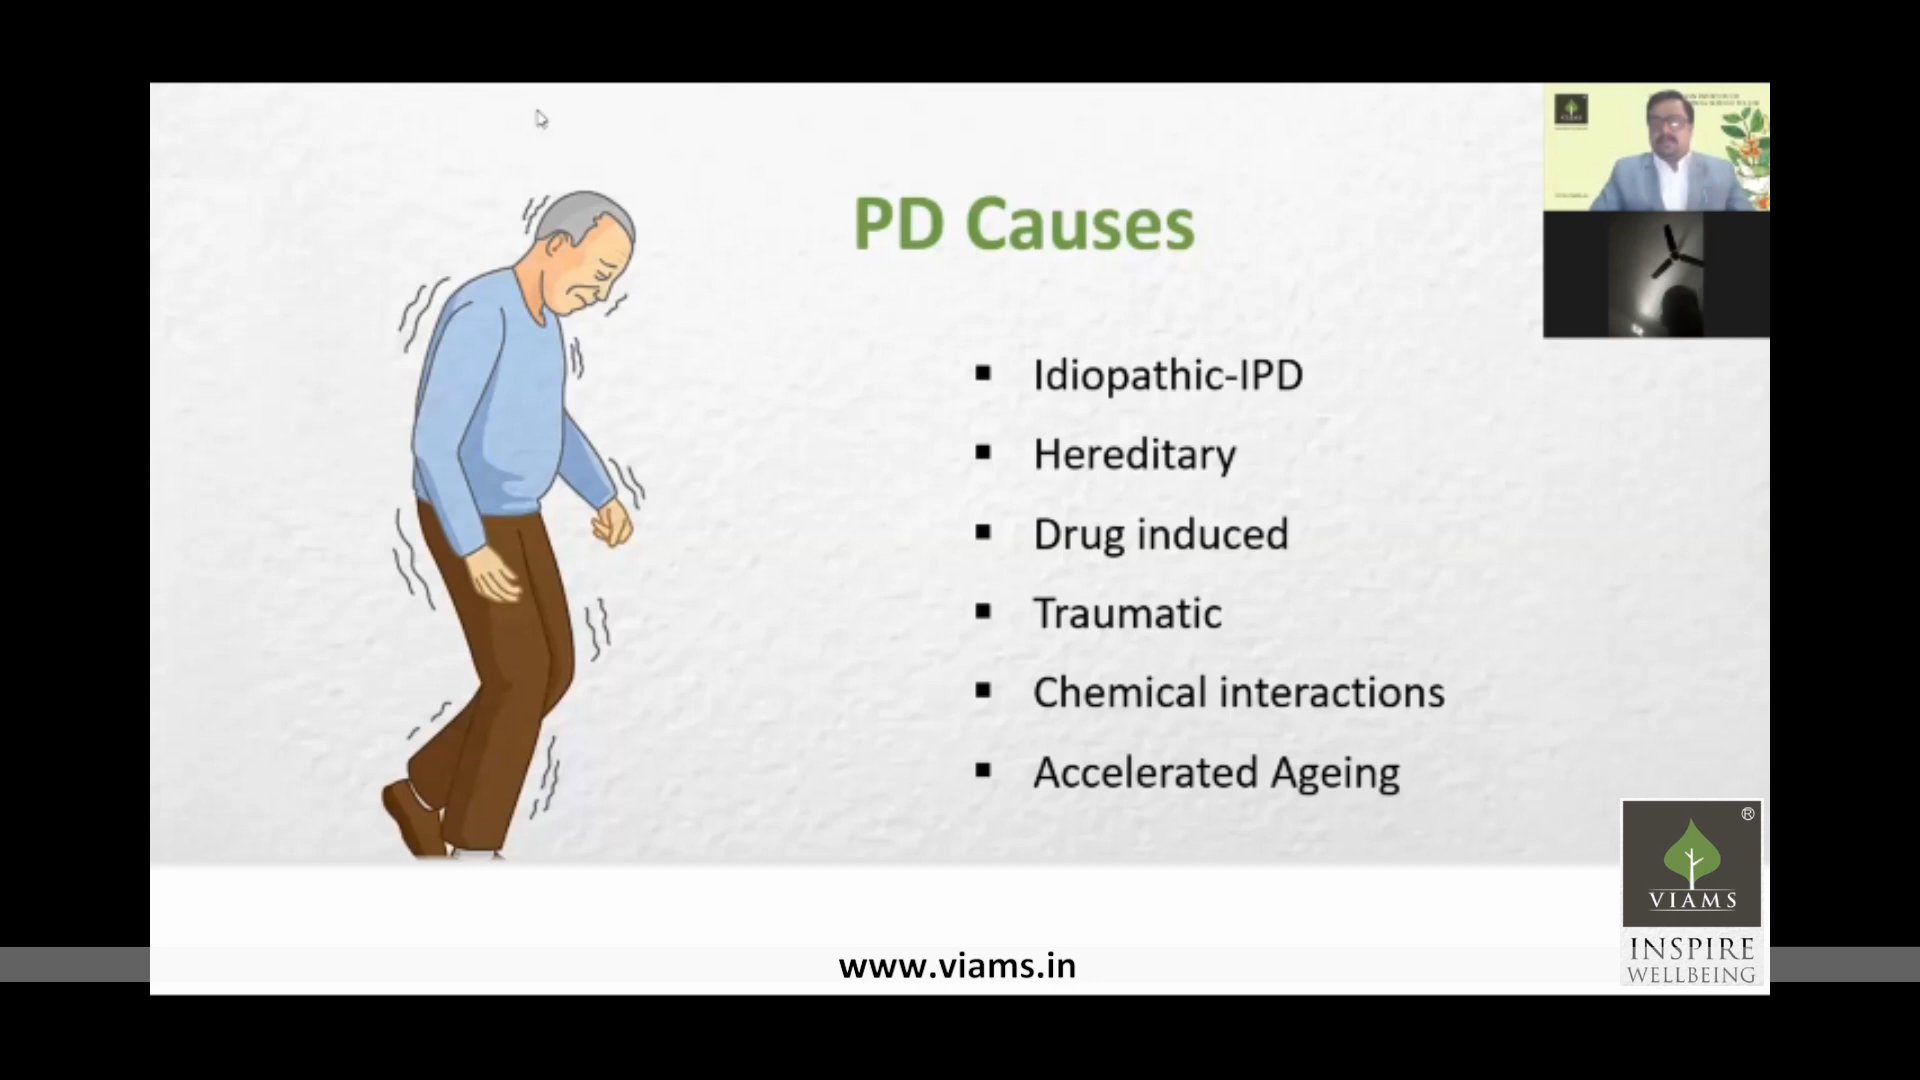 PD Causes
Idiopathic-IPD
Hereditary
Drug induced
Traumatic
Chemical interactions
Accelerated Ageing
®
VIAMS
INSPIRE
WELLBEING
www.viams.in